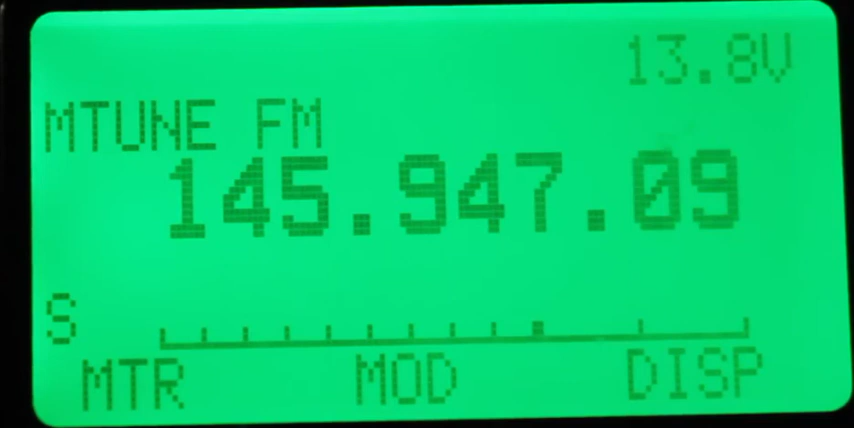 13.8V
MTUNE FM
145.947.09
S
MTR MOD DISP